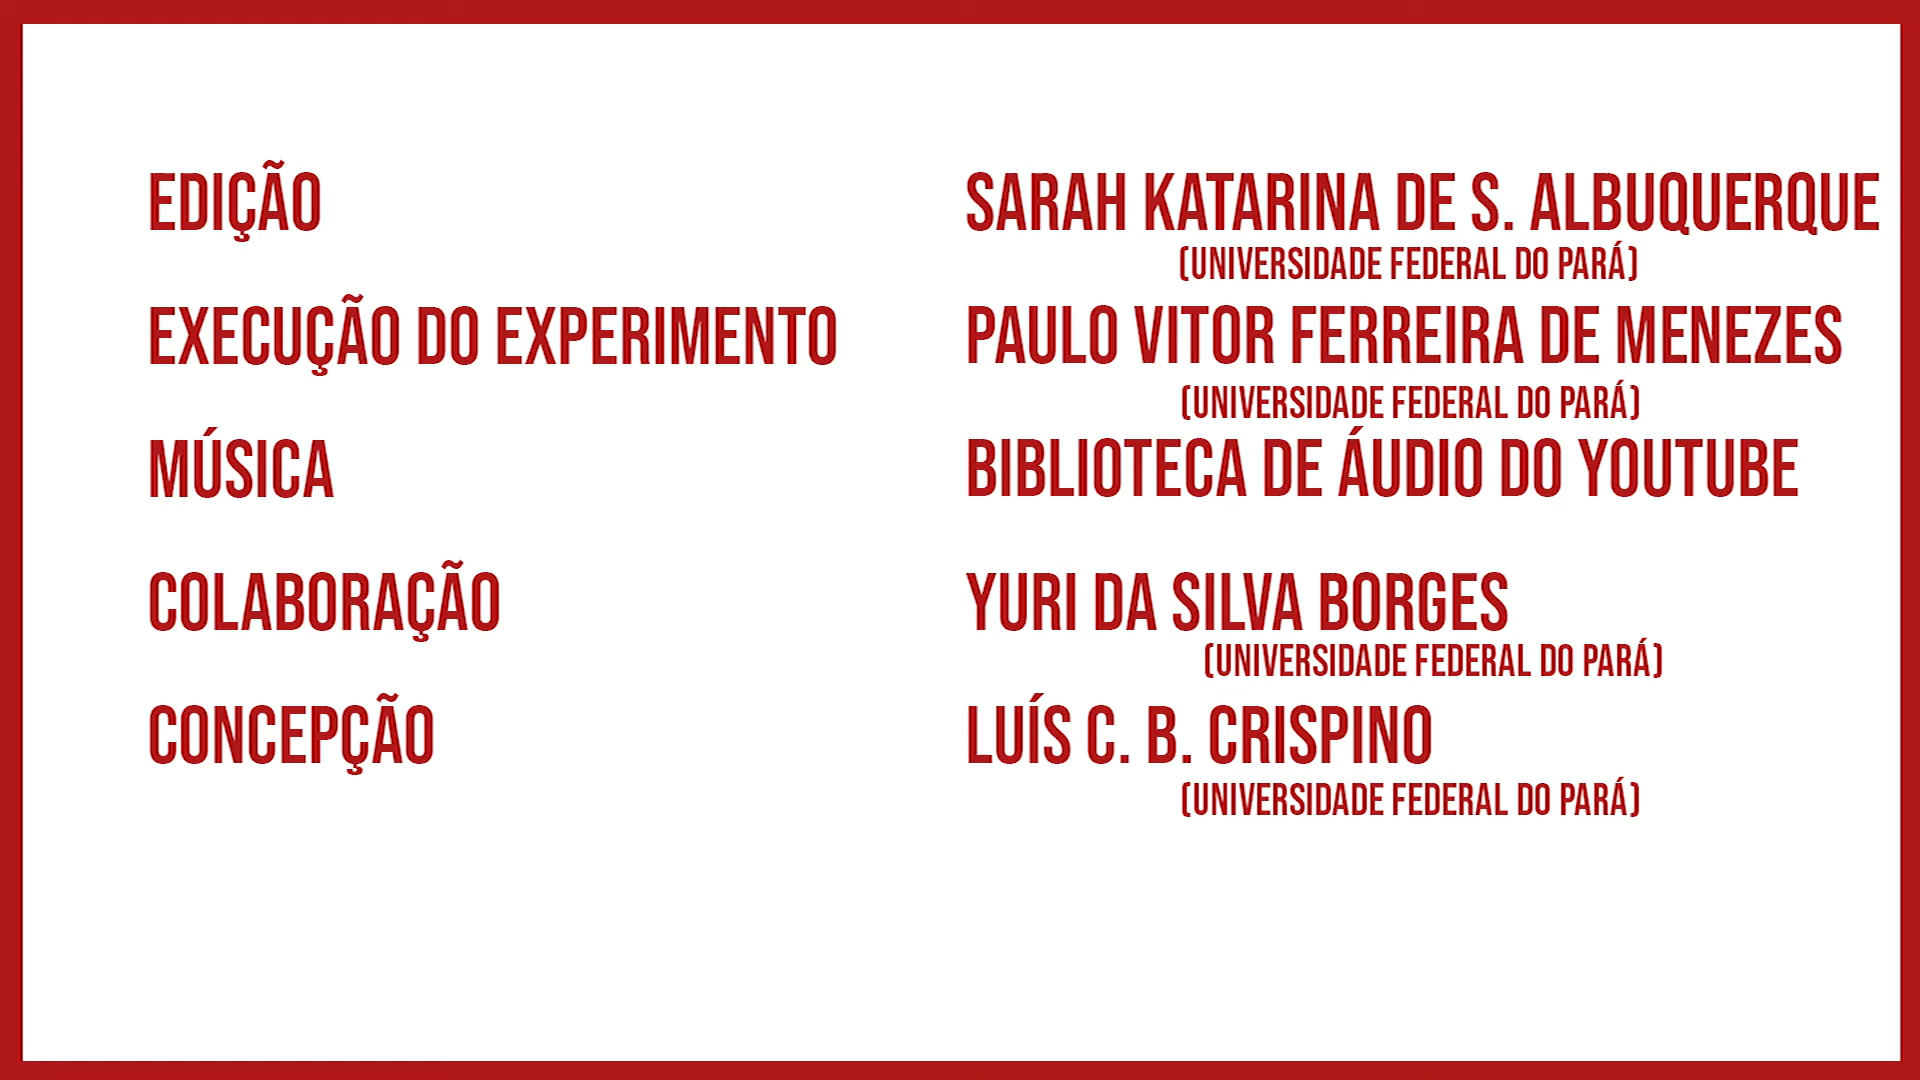 EDIÇÃO SARAH KATARINA DE S. ALBUQUERQUE
(UNIVERSIDADE FEDERAL DO PARÁ)
EXECUÇÃO DO EXPERIMENTO PAULO VITOR FERREIRA DE MENEZES
(UNIVERSIDADE FEDERAL DO PARÁ)
MÚSICA BIBLIOTECA DE ÁUDIO DO YOUTUBE
COLABORAÇÃO YURI DA SILVA BORGES
(UNIVERSIDADE FEDERAL DO PARÁ)
CONCEPÇÃO LUÍS C. B. CRISPINO
(UNIVERSIDADE FEDERAL DO PARÁ)